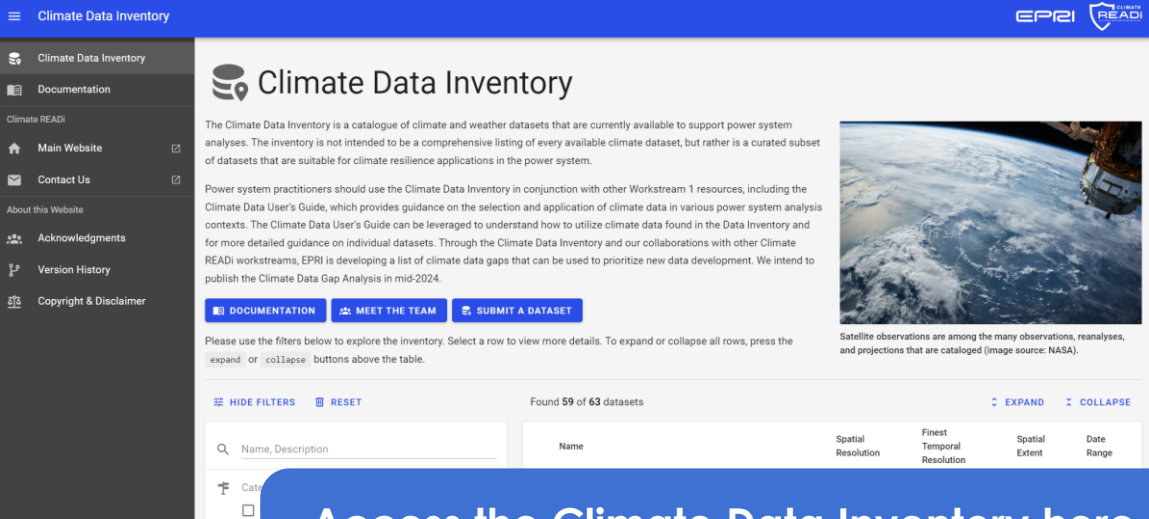 Climate Data Inventory
EPRI
CLIMATE
READi
Climate Data Inventory
Documentation
Climate READi
Main Website
Contact Us
About this Website
Acknowledgments
Version History
Copyright & Disclaimer
Climate Data Inventory
The Climate Data Inventory is a catalogue of climate and weather datasets that are currently available to support power system
analyses. The inventory is not intended to be a comprehensive listing of every available climate dataset, but rather is a curated subset
of datasets that are suitable for climate resilience applications in the power system.
Power system practitioners should use the Climate Data Inventory in conjunction with other Workstream 1 resources, including the
Climate Data User's Guide, which provides guidance on the selection and application of climate data in various power system analysis
contexts. The Climate Data User's Guide can be leveraged to understand how to utilize climate data found in the Data Inventory and
for more detailed guidance on individual datasets. Through the Climate Data Inventory and our collaborations with other Climate
READi workstreams, EPRI is developing a list of climate data gaps that can be used to prioritize new data development. We intend to
publish the Climate Data Gap Analysis in mid-2024.
DOCUMENTATION
MEET THE TEAM
SUBMIT A DATASET
Please use the filters below to explore the inventory. Select a row to view more details. To expand or collapse all rows, press the
expand or collapse buttons above the table.
Satellite observations are among the many observations, reanalyses,
and projections that are cataloged (image source: NASA).
HIDE FILTERS
RESET
Found 59 of 63 datasets
EXPAND
COLLAPSE
Name, Description
Name
Spatial
Resolution
Finest
Temporal
Resolution
Spatial
Extent
Date
Range
Access the Climate Data Inventory here